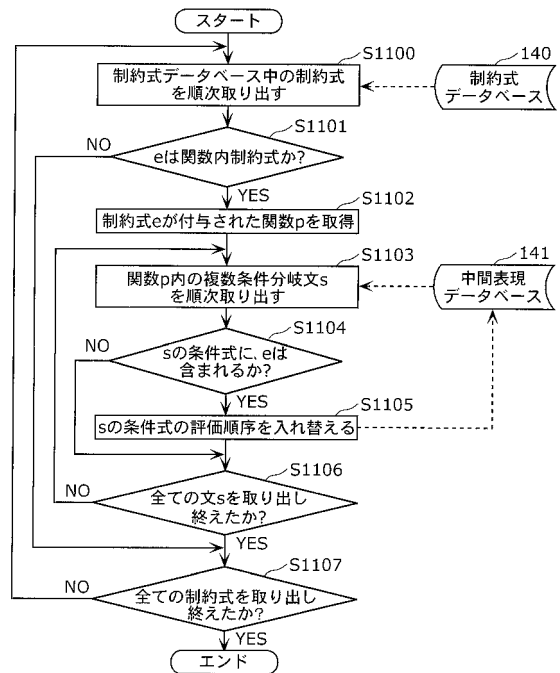 スタート
S1100
140
制約式データベース中の制約式
を順次取り出す
制約式
データベース
S1101
NO
eは関数内制約式か?
YES
S1102
制約式eが付与された関数pを取得
S1103
141
関数p内の複数条件分岐文s
を順次取り出す
中間表現
データベース
S1104
NO
sの条件式に、eは
含まれるか?
YES
S1105
sの条件式の評価順序を入れ替える
S1106
NO
全ての文sを取り出し
終えたか?
YES
S1107
NO
全ての制約式を取り出し
終えたか?
YES
エンド